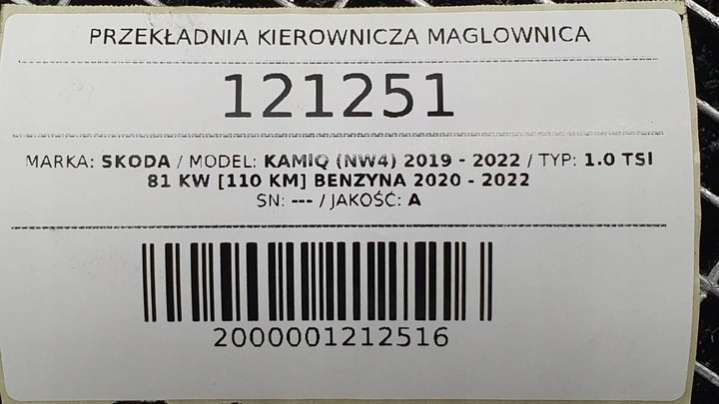 PRZEKŁADNIA KIEROWNICZA MAGLOWNICA
121251
MARKA: SKODA / MODEL: KAMIQ (NW4) 2019 - 2022 / TYP: 1.0 TSI
81 KW [110 KM] BENZYNA 2020 - 2022
SN: --- / JAKOŚĆ: A
2000001212516